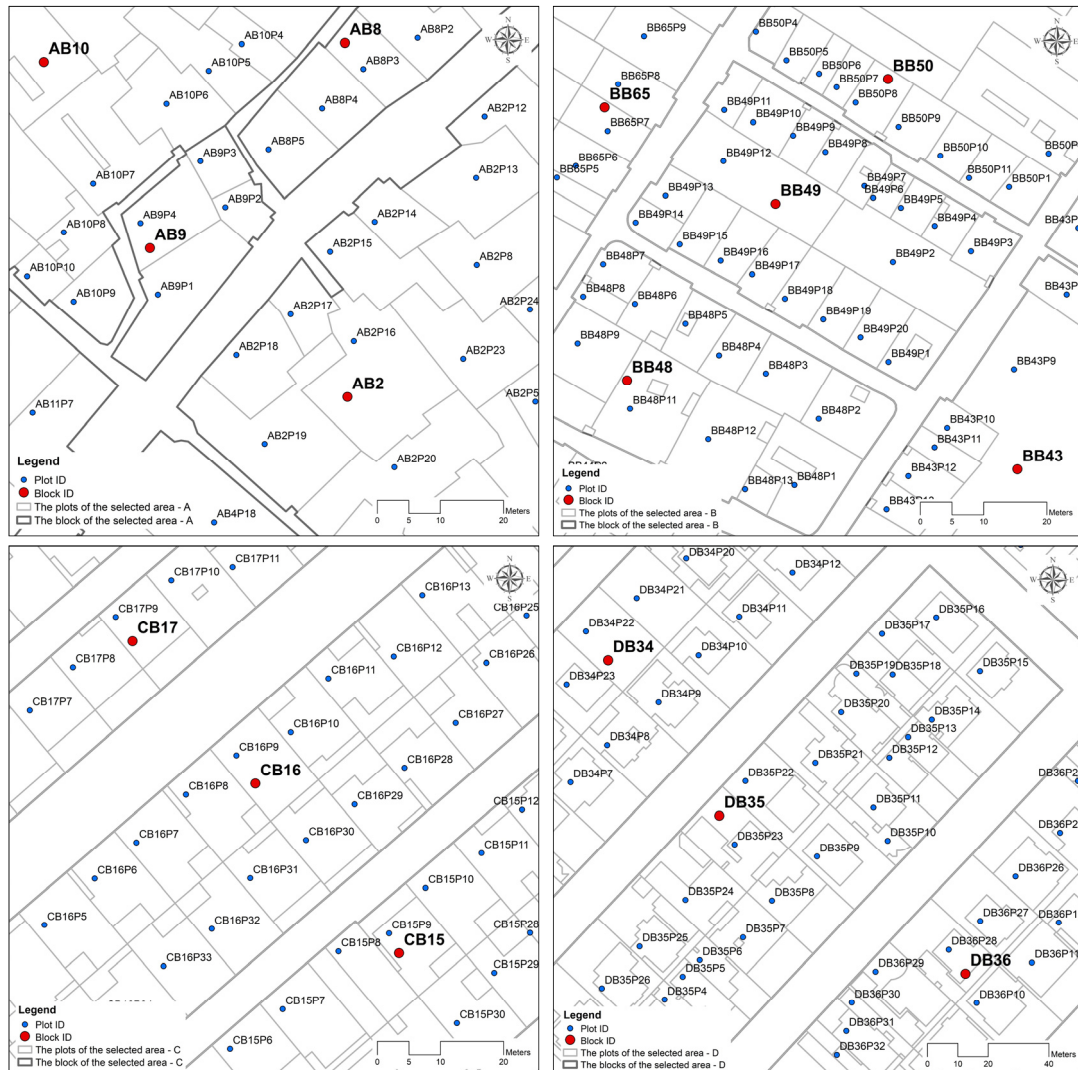 AB10
AB10P4
AB10P5
AB10P6
AB10P7
AB10P8
AB10P10
AB10P9
AB8
AB8P2
AB8P3
AB8P4
AB8P5
AB9P3
AB9P2
AB9P4
AB9
AB9P1
AB2P12
AB2P13
AB2P14
AB2P15
AB2P8
AB2P24
AB2P17
AB2P16
AB2P18
AB2P23
AB2
AB2P5
AB2P19
AB2P20
AB11P7
AB4P18
N
W E
S
Legend
Plot ID
Block ID
The plots of the selected area - A
The block of the selected area - A
0 10 20
Meters
BB65P9
BB65P8
BB65
BB65P7
BB65P6
BB65P5
BB50P4
BB50P5
BB50P6
BB50P7
BB50
BB50P8
BB50P9
BB50P10
BB50P11
BB50P1
BB49P11
BB49P10
BB49P9
BB49P8
BB49P12
BB49P7
BB49P6
BB49P5
BB49P4
BB49P3
BB49P13
BB49
BB49P14
BB49P15
BB49P16
BB49P17
BB49P2
BB49P18
BB49P19
BB49P20
BB49P1
BB48P7
BB48P8
BB48P6
BB48P5
BB48P9
BB48P4
BB48P3
BB48
BB48P11
BB48P2
BB48P12
BB48P13
BB48P1
BB43P9
BB43P10
BB43P11
BB43
BB43P12
N
W E
S
Legend
Plot ID
Block ID
The plots of the selected area - B
The block of the selected area - B
0 10 20
Meters
CB17P11
CB17P10
CB17P9
CB17
CB17P8
CB17P7
CB16P13
CB16P25
CB16P12
CB16P26
CB16P11
CB16P10
CB16P27
CB16P9
CB16
CB16P28
CB16P8
CB16P29
CB16P7
CB16P30
CB16P6
CB16P31
CB16P5
CB16P32
CB16P33
CB15P12
CB15P11
CB15P10
CB15P9
CB15P8
CB15
CB15P28
CB15P29
CB15P7
CB15P30
CB15P6
N
W E
S
Legend
Plot ID
Block ID
The plots of the selected area - C
The block of the selected area - C
0 10 20
Meters
DB34P20
DB34P12
DB34P21
DB34P11
DB34P22
DB34
DB34P10
DB34P23
DB34P9
DB34P8
DB34P7
DB35P16
DB35P17
DB35P19
DB35P18
DB35P15
DB35P20
DB35P14
DB35P13
DB35P12
DB35P21
DB35P22
DB35
DB35P11
DB35P23
DB35P10
DB35P9
DB35P24
DB35P8
DB35P7
DB35P25
DB35P6
DB35P5
DB35P26
DB35P4
DB36P26
DB36P27
DB36P28
DB36P11
DB36P29
DB36
DB36P30
DB36P10
DB36P31
DB36P32
N
W E
S
Legend
Plot ID
Block ID
The plots of the selected area - D
The blocks of the selected area - D
0 10 20 40
Meters